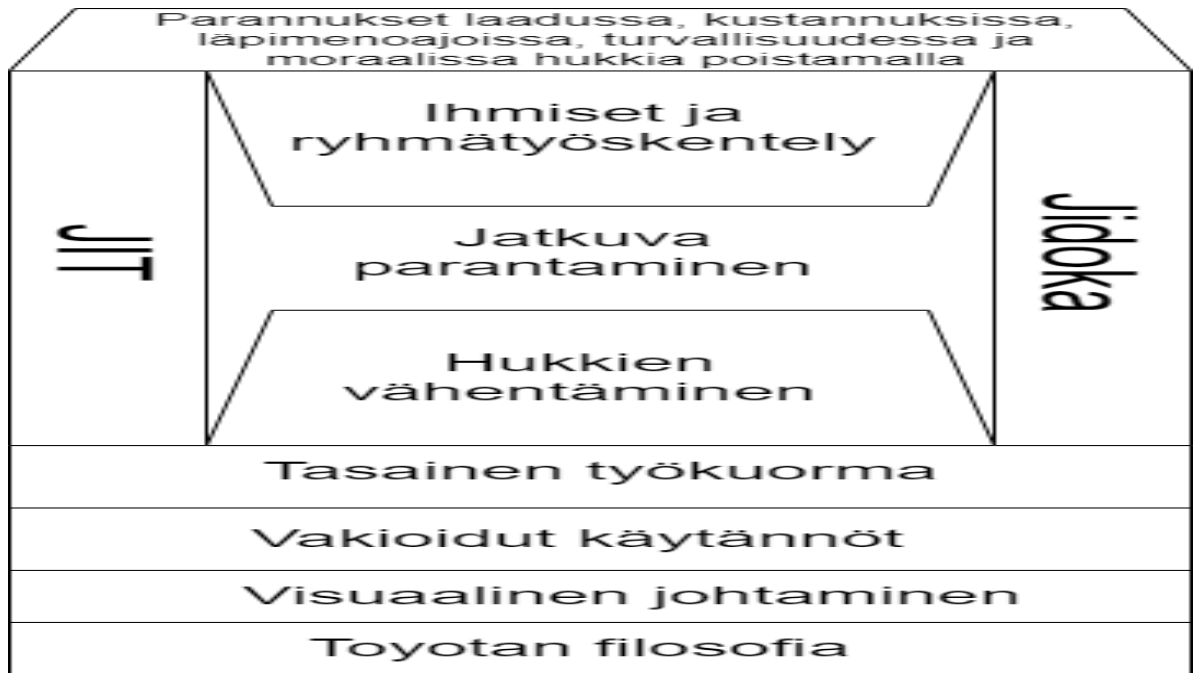 Parannukset laadussa, kustannuksissa,
läpimenoajoissa, turvallisuudessa ja
moraalissa hukkia poistamalla
Ihmiset ja
ryhmätyöskentely
JIT
Jidoka
Jatkuva
parantaminen
Hukkien
vähentäminen
Tasainen työkuorma
Vakioidut käytännöt
Visuaalinen johtaminen
Toyotan filosofia